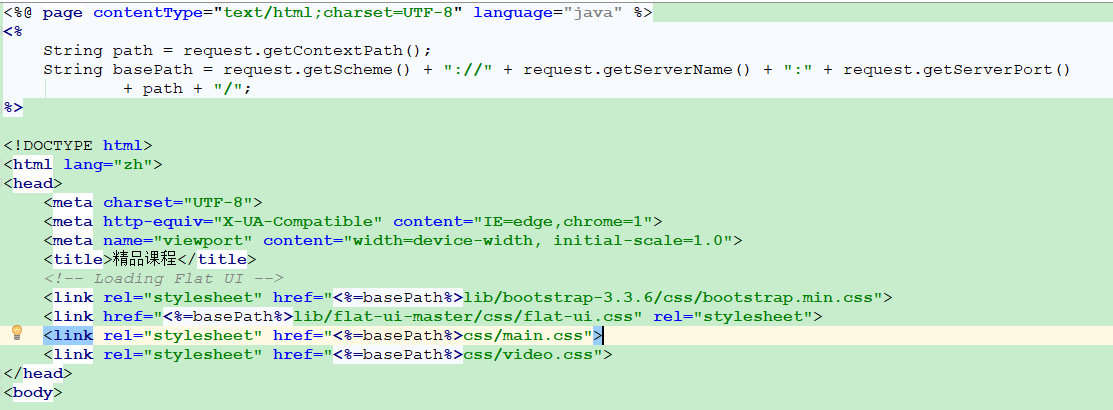 <%@ page contentType="text/html;charset=UTF-8" language="java" %>
<%
    String path = request.getContextPath();
    String basePath = request.getScheme() + "://" + request.getServerName() + ":" + request.getServerPort()
            + path + "/";
%>

<!DOCTYPE html>
<html lang="zh">
<head>
    <meta charset="UTF-8">
    <meta http-equiv="X-UA-Compatible" content="IE=edge,chrome=1">
    <meta name="viewport" content="width=device-width, initial-scale=1.0">
    <title>精品课程</title>
    <!-- Loading Flat UI -->
    <link rel="stylesheet" href="<%=basePath%>lib/bootstrap-3.3.6/css/bootstrap.min.css">
    <link href="<%=basePath%>lib/flat-ui-master/css/flat-ui.css" rel="stylesheet">
    <link rel="stylesheet" href="<%=basePath%>css/main.css">
    <link rel="stylesheet" href="<%=basePath%>css/video.css">
</head>
<body>